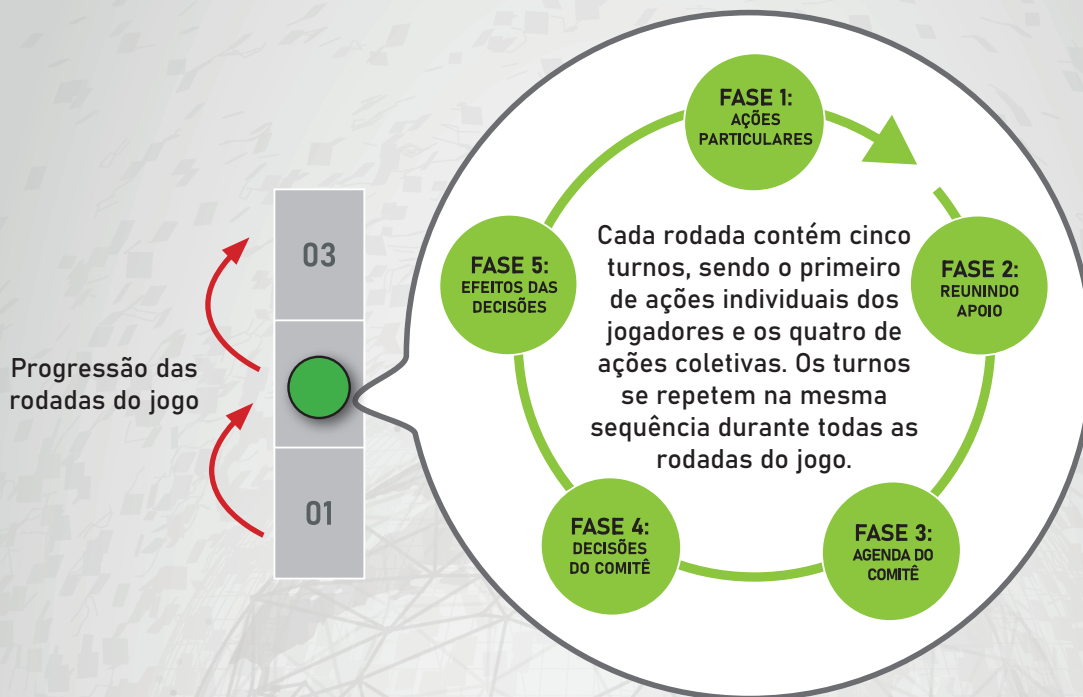 FASE 1:
AÇÕES
PARTICULARES
FASE 2:
REUNINDO
APOIO
FASE 3:
AGENDA DO
COMITÊ
FASE 4:
DECISÕES
DO COMITÊ
FASE 5:
EFEITOS DAS
DECISÕES
Cada rodada contém cinco
turnos, sendo o primeiro
de ações individuais dos
jogadores e os quatro de
ações coletivas. Os turnos
se repetem na mesma
sequência durante todas as
rodadas do jogo.
Progressão das
rodadas do jogo
03
01